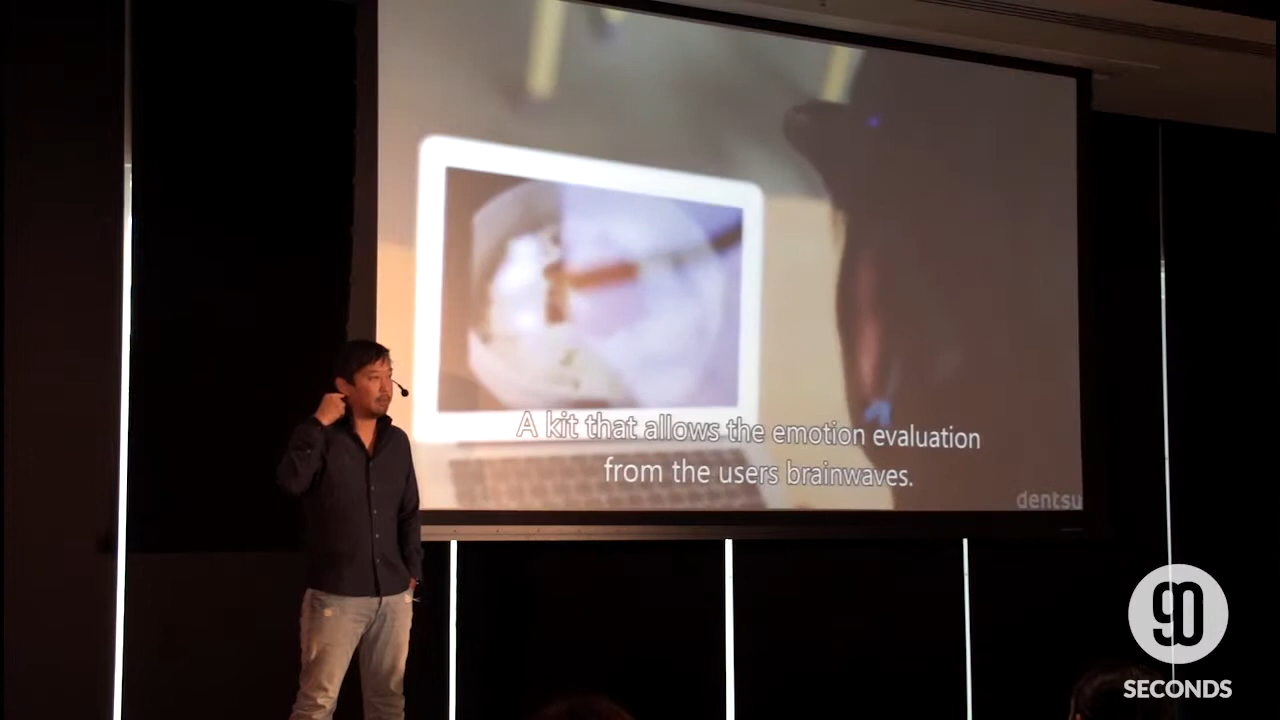 A kit that allows the emotion evaluation
from the users brainwaves.
dentsu
90
SECONDS